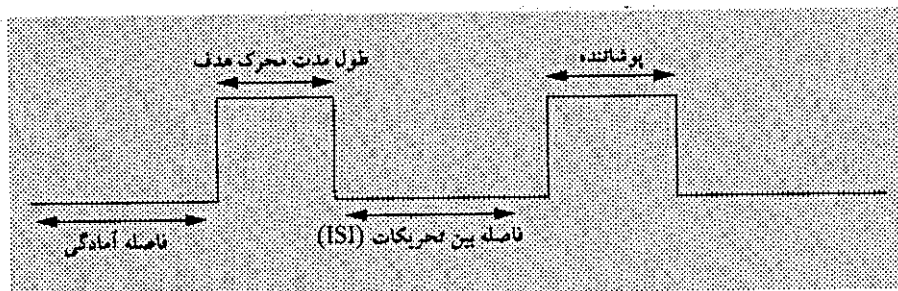 طول مدت محرک هدف
پوشاننده
فاصله آمادگی
فاصله بین تحریکات (ISI)